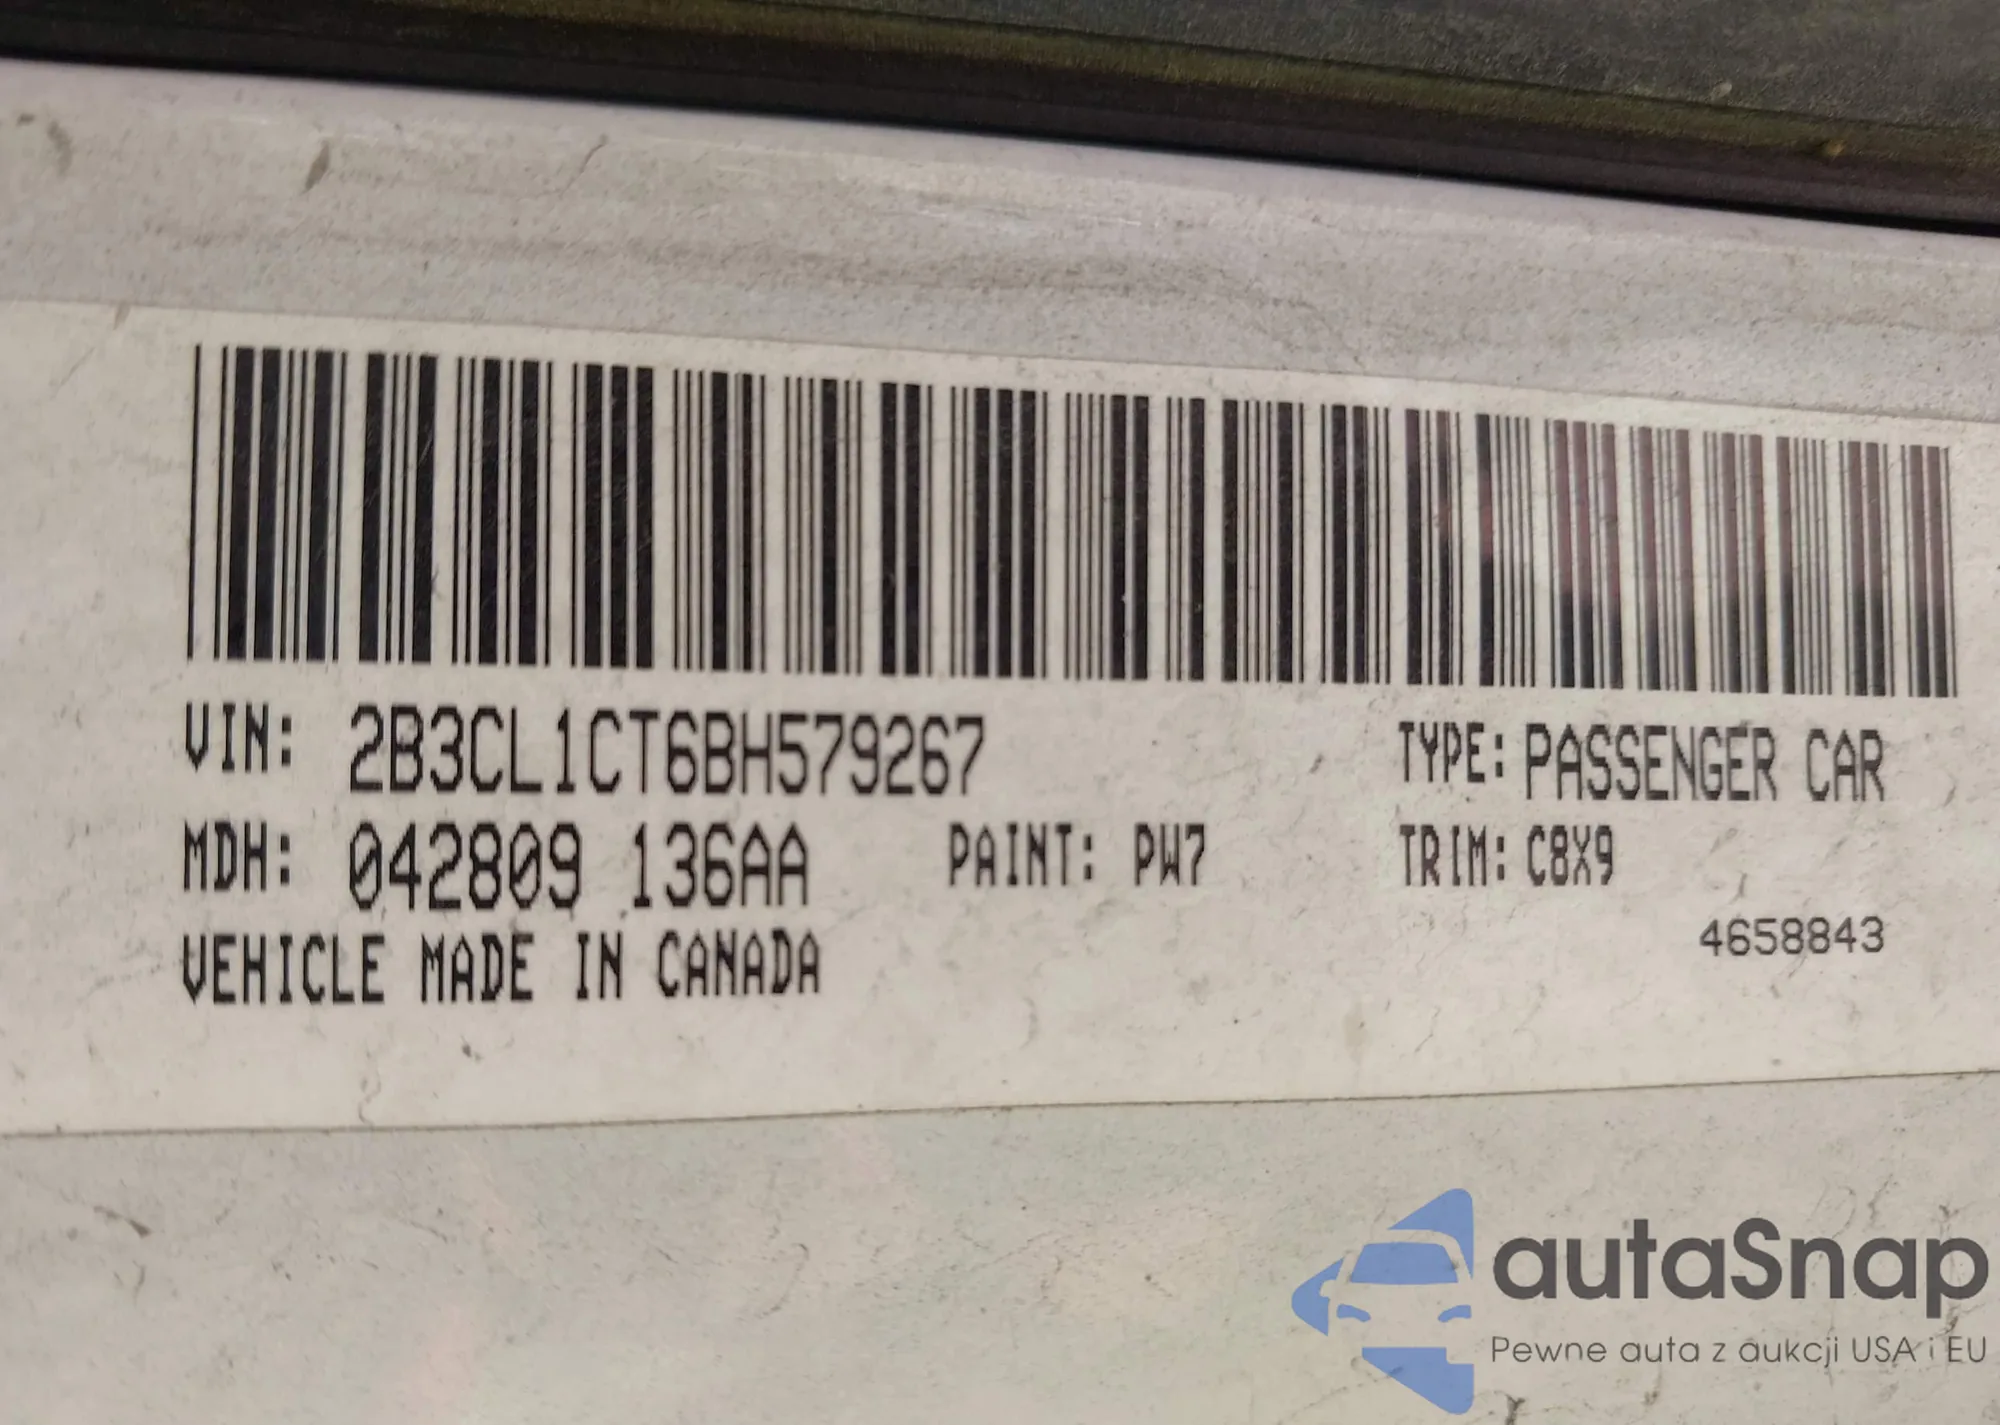 VIN: 2B3CL1CT6BH579267 TYPE: PASSENGER CAR
MDH: 042809 136AA PAINT: PW7 TRIM: C8X9
4658843
VEHICLE MADE IN CANADA
autaSnap
Pewne auta z aukcji USA i EU